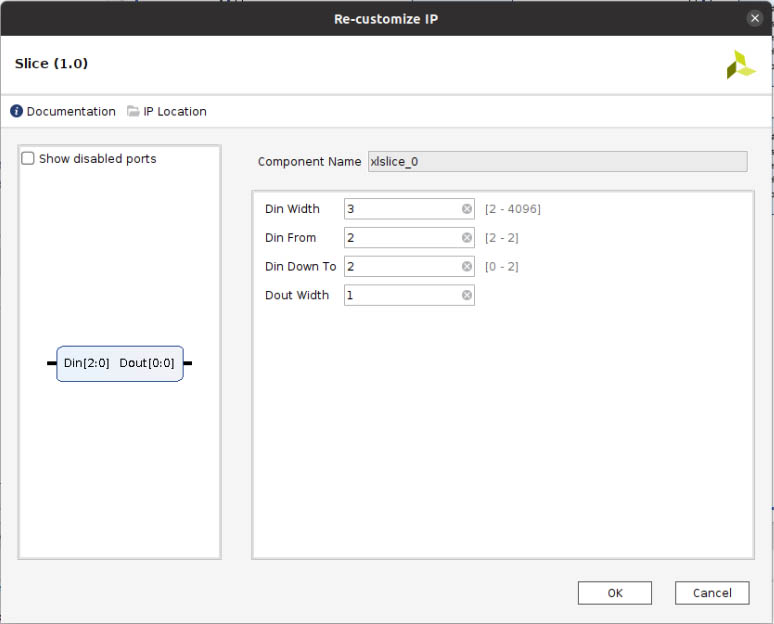 Re-customize IP
Slice (1.0)
Documentation IP Location
Show disabled ports
Component Name xlslice_0
Din Width 3 [2 - 4096]
Din From 2 [2 - 2]
Din Down To 2 [0 - 2]
Dout Width 1
Din[2:0] Dout[0:0]
OK Cancel